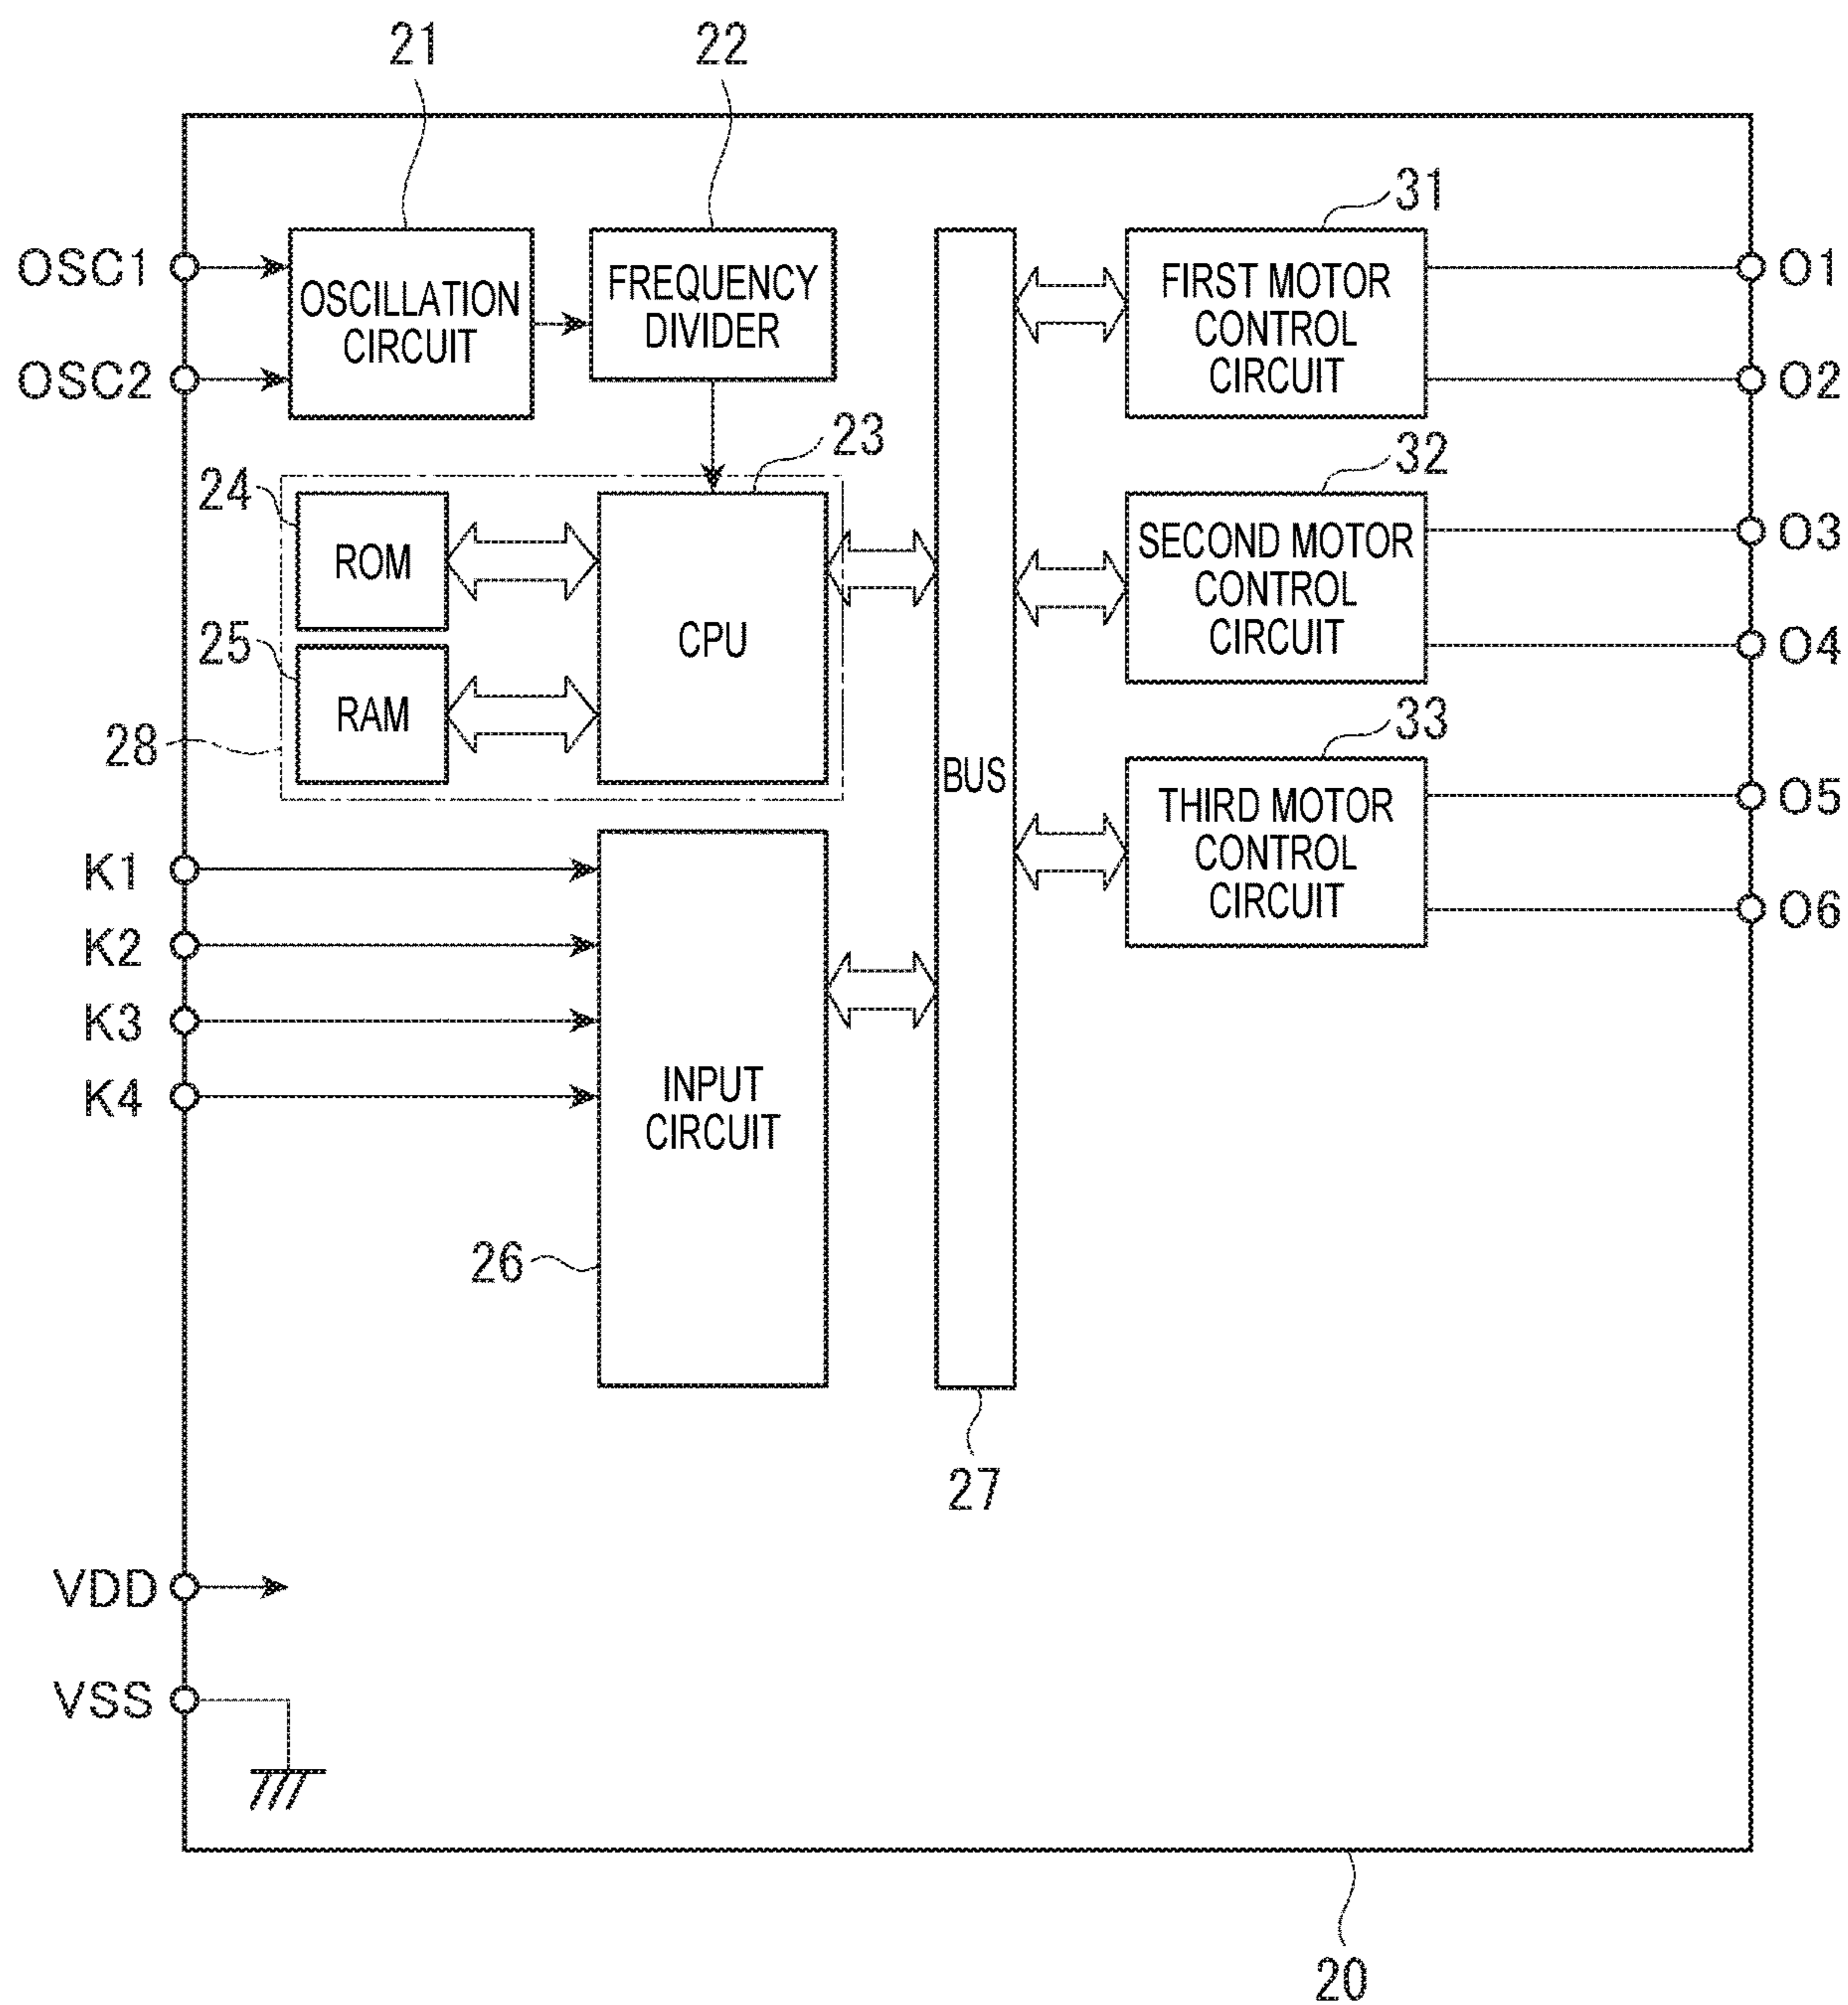 21
22
31
OSC1
OSCILLATION
CIRCUIT
FREQUENCY
DIVIDER
FIRST MOTOR
CONTROL
CIRCUIT
O1
OSC2
O2
23
32
24
ROM
CPU
SECOND MOTOR
CONTROL
CIRCUIT
O3
25
RAM
O4
28
33
BUS
THIRD MOTOR
CONTROL
CIRCUIT
O5
K1
O6
K2
K3
K4
INPUT
CIRCUIT
26
27
VDD
VSS
20